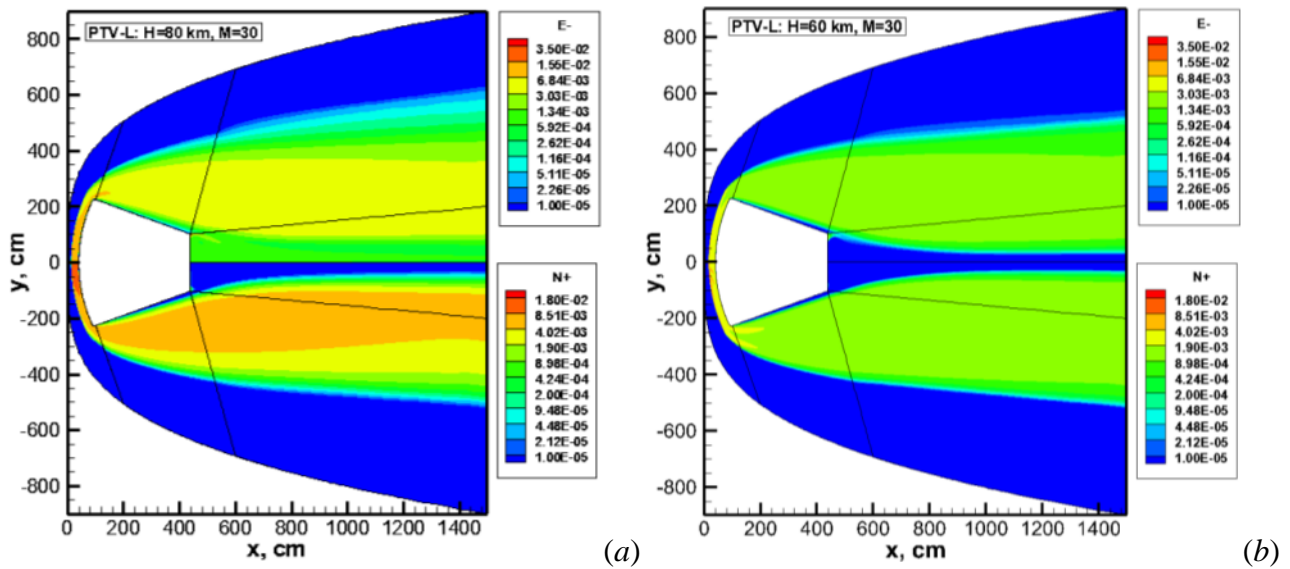 PTV-L: H=80 km, M=30
E-
3.50E-02
1.55E-02
6.84E-03
3.03E-03
1.34E-03
5.92E-04
2.62E-04
1.16E-04
5.11E-05
2.26E-05
1.00E-05
N+
1.80E-02
8.51E-03
4.02E-03
1.90E-03
8.98E-04
4.24E-04
2.00E-04
9.48E-05
4.48E-05
2.12E-05
1.00E-05
800
600
400
200
0
-200
-400
-600
-800
y, cm
0 200 400 600 800 1000 1200 1400
x, cm
(a)
PTV-L: H=60 km, M=30
E-
3.50E-02
1.55E-02
6.84E-03
3.03E-03
1.34E-03
5.92E-04
2.62E-04
1.16E-04
5.11E-05
2.26E-05
1.00E-05
N+
1.80E-02
8.51E-03
4.02E-03
1.90E-03
8.98E-04
4.24E-04
2.00E-04
9.48E-05
4.48E-05
2.12E-05
1.00E-05
800
600
400
200
0
-200
-400
-600
-800
y, cm
0 200 400 600 800 1000 1200 1400
x, cm
(b)